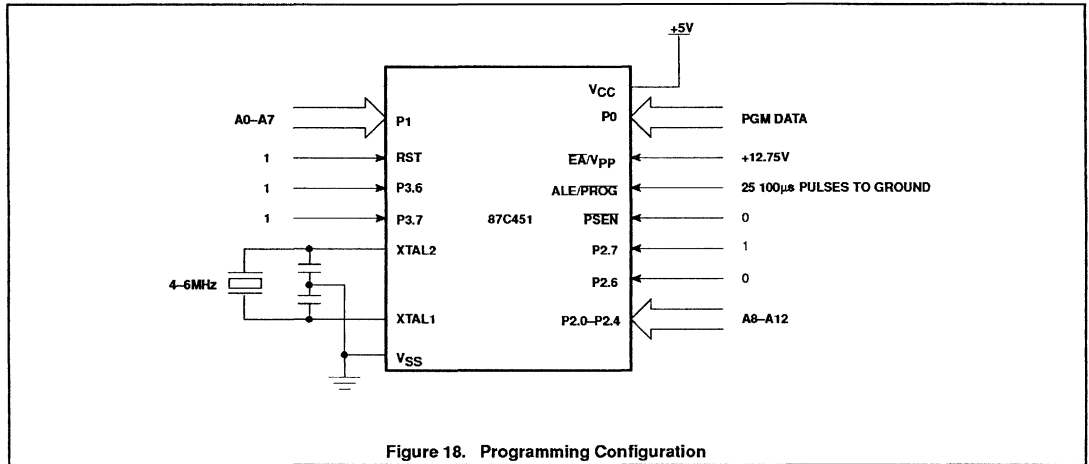 +5V
VCC
A0–A7
P1
P0
PGM DATA
1
RST
EA/VPP
+12.75V
1
P3.6
ALE/PROG
25 100µs PULSES TO GROUND
1
P3.7
87C451
PSEN
0
XTAL2
P2.7
1
4–6MHz
P2.6
0
XTAL1
P2.0–P2.4
A8–A12
VSS
Figure 18. Programming Configuration